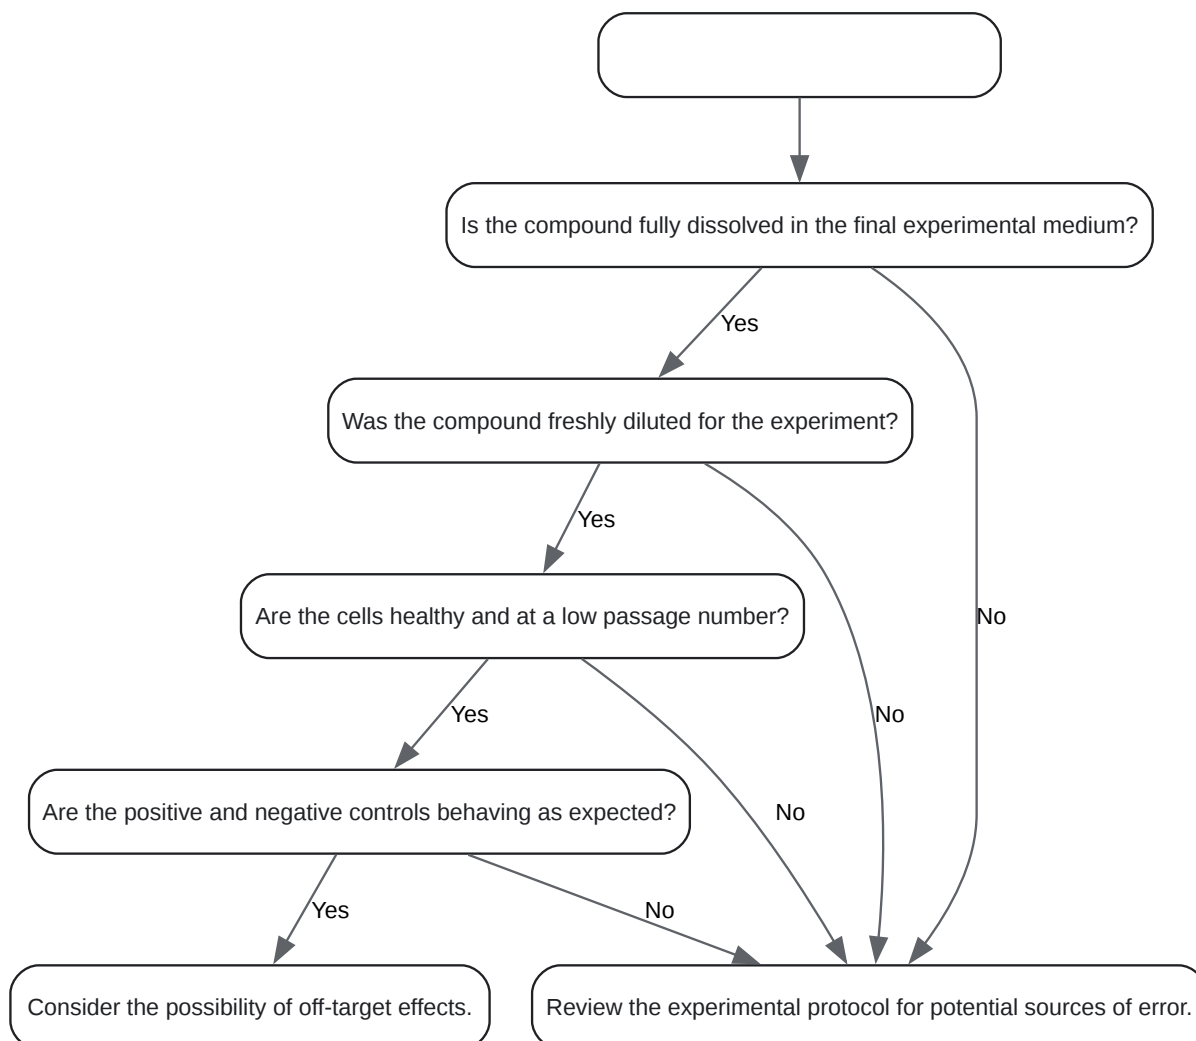 Is the compound fully dissolved in the final experimental medium?
Yes
Was the compound freshly diluted for the experiment?
Yes
Are the cells healthy and at a low passage number?
No
Yes
No
Are the positive and negative controls behaving as expected?
No
Yes
No
Consider the possibility of off-target effects.
Review the experimental protocol for potential sources of error.